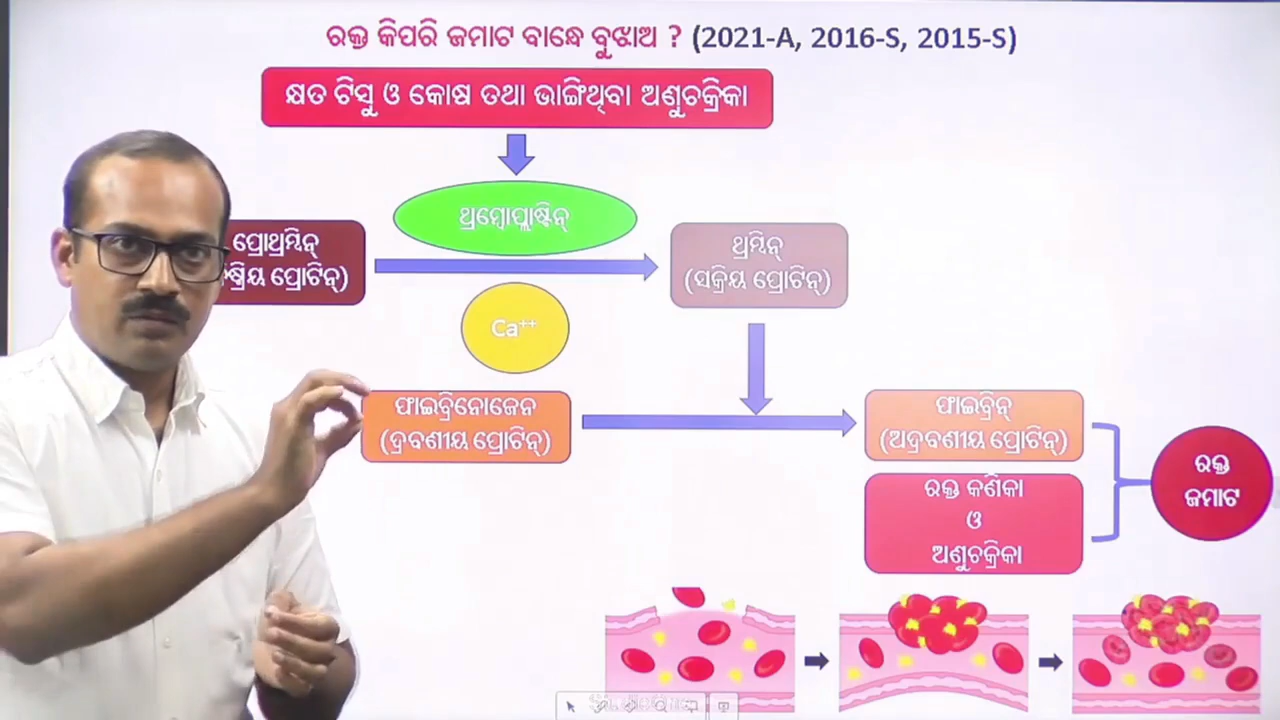 ରକ୍ତ କିପରି ଜମାଟ ବାନ୍ଧେ ବୁଝାଅ ? (2021-A, 2016-S, 2015-S)
କ୍ଷତ ଟିସୁ ଓ କୋଷ ତଥା ଭାଙ୍ଗିଥିବା ଅଣୁଚକ୍ରିକା
ଥ୍ରମ୍ବୋପ୍ଲାଷ୍ଟିନ୍
ପ୍ରୋଥ୍ରମ୍ବିନ୍
ପ୍ରୋଟିନ୍)
ଥ୍ରମ୍ବିନ୍
(ସକ୍ରିୟ ପ୍ରୋଟିନ୍)
Ca++
ଫାଇବ୍ରିନୋଜେନ
(ଦ୍ରବଣୀୟ ପ୍ରୋଟିନ୍)
ଫାଇବ୍ରିନ୍
(ଅଦ୍ରବଣୀୟ ପ୍ରୋଟିନ୍)
ରକ୍ତ କଣିକା
ଓ
ଅଣୁଚକ୍ରିକା
ରକ୍ତ
ଜମାଟ